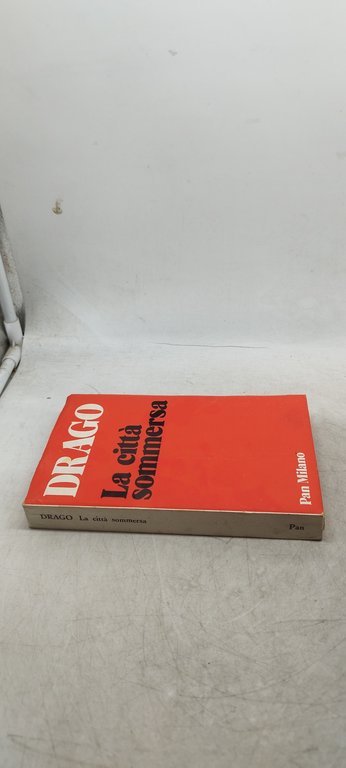 DRAGO
La città
sommersa
Pan Milano
DRAGO La città sommersa Pan